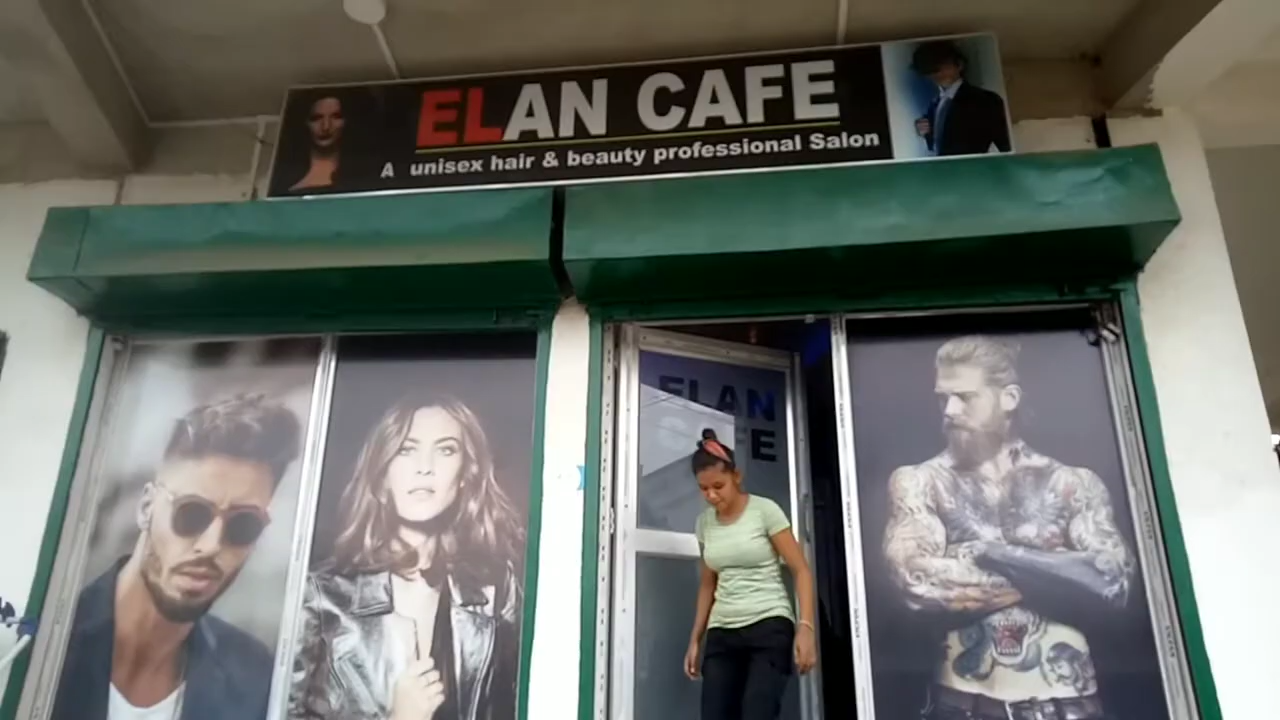 ELAN CAFE
A unisex hair & beauty professional Salon
ELAN
CAFE